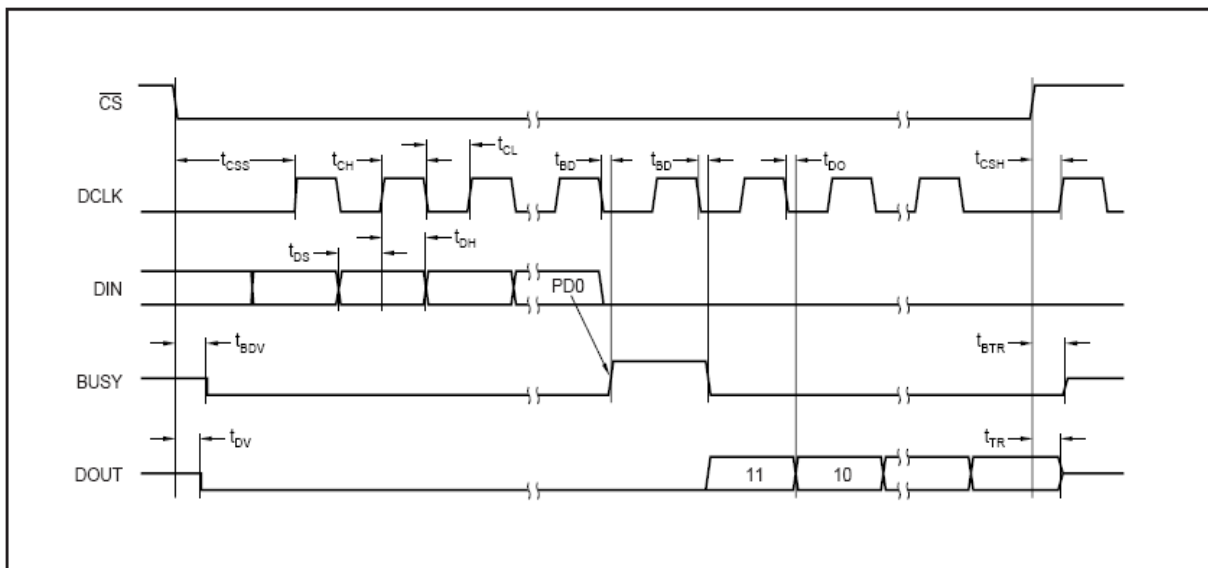 CS
tCSS tCH tCL tBD tBD tDO tCSH
DCLK
tDS tDH
DIN
PD0
tBDV tBTR
BUSY
tDV tTR
DOUT 11 10